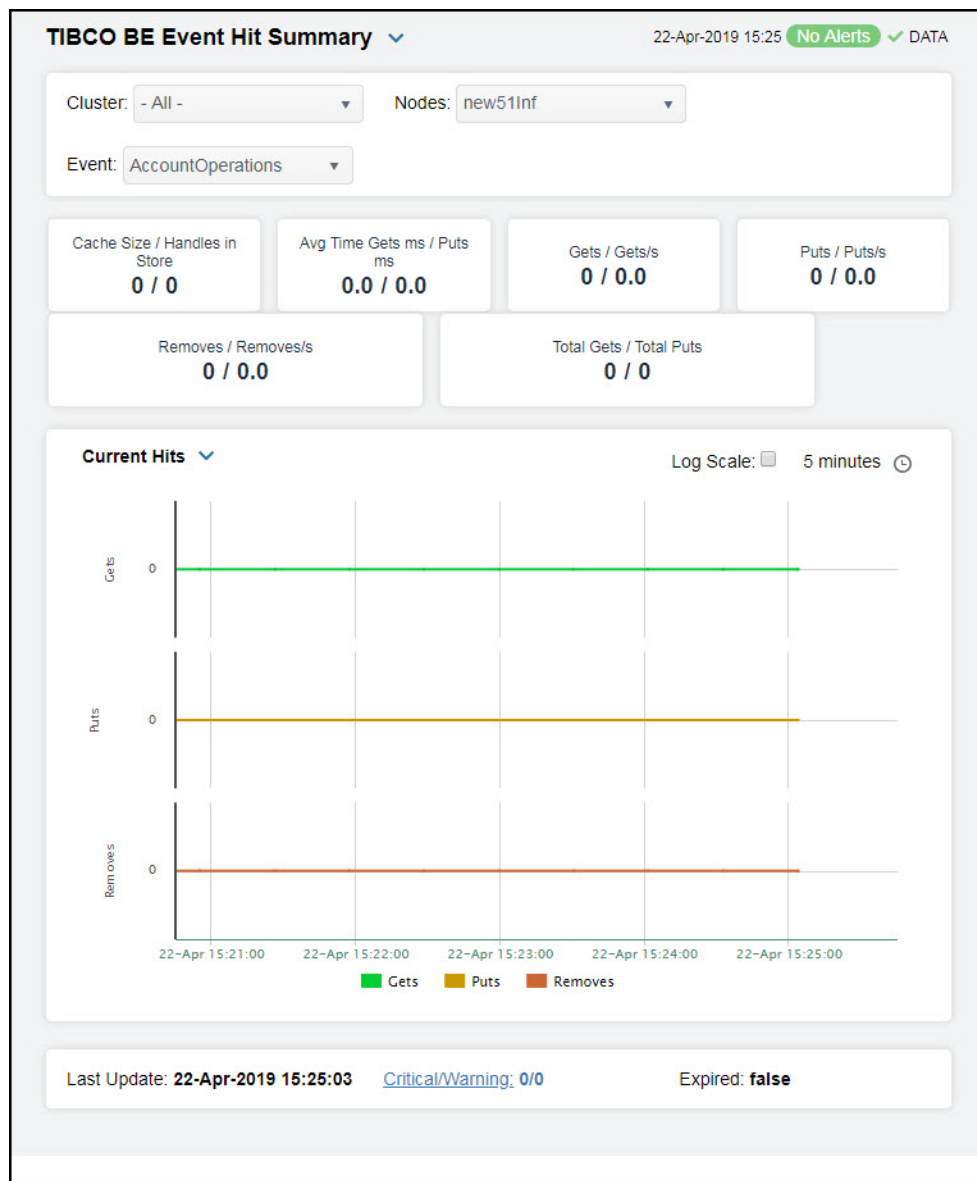 TIBCO BE Event Hit Summary 22-Apr-2019 15:25 No Alerts DATA
Cluster: - All - Nodes: new51Inf
Event: AccountOperations
Cache Size / Handles in
Store
0 / 0
Avg Time Gets ms / Puts
ms
0.0 / 0.0
Gets / Gets/s
0 / 0.0
Puts / Puts/s
0 / 0.0
Removes / Removes/s
0 / 0.0
Total Gets / Total Puts
0 / 0
Current Hits Log Scale: 5 minutes
Gets 0
Puts 0
Removes 0
22-Apr 15:21:00 22-Apr 15:22:00 22-Apr 15:23:00 22-Apr 15:24:00 22-Apr 15:25:00
Gets Puts Removes
Last Update: 22-Apr-2019 15:25:03 Critical/Warning: 0/0 Expired: false